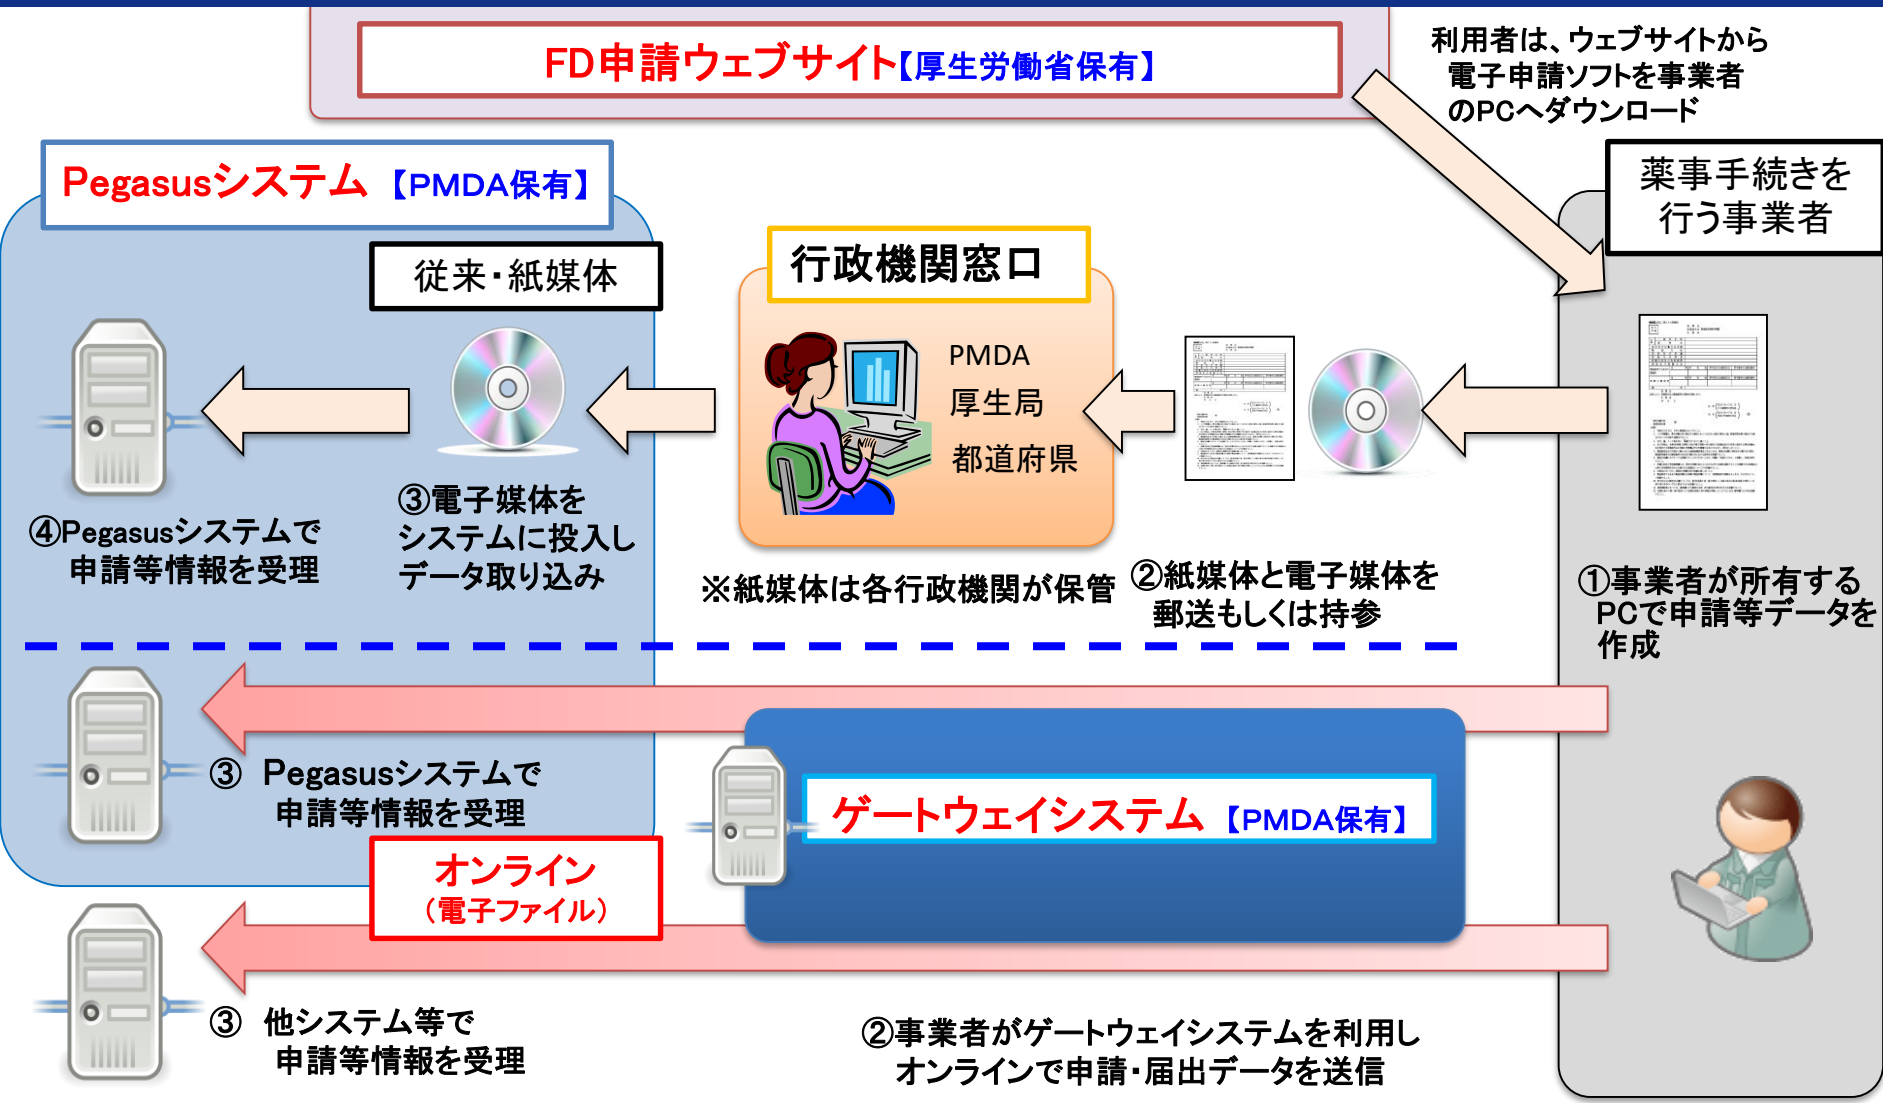 FD申請ウェブサイト【厚生労働省保有】
利用者は、ウェブサイトから
電子申請ソフトを事業者
のPCへダウンロード
Pegasusシステム【PMDA保有】
薬事手続きを
行う事業者
従来・紙媒体
行政機関窓口
PMDA
厚生局
都道府県
④Pegasusシステムで
申請等情報を受理
③電子媒体を
システムに投入し
データ取り込み
※紙媒体は各行政機関が保管
②紙媒体と電子媒体を
郵送もしくは持参
①事業者が所有する
PCで申請等データを
作成
③ Pegasusシステムで
申請等情報を受理
ゲートウェイシステム【PMDA保有】
オンライン
（電子ファイル）
③ 他システム等で
申請等情報を受理
②事業者がゲートウェイシステムを利用し
オンラインで申請・届出データを送信